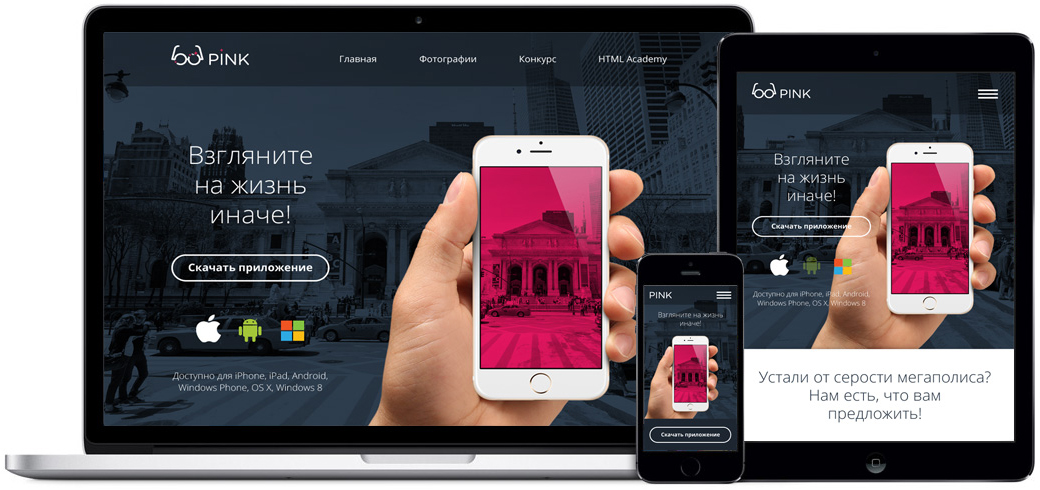 PINK
Главная
Фотографии
Конкурс
HTML Academy
Взгляните
на жизнь
иначе!
Скачать приложение
Доступно для iPhone, iPad, Android,
Windows Phone, OS X, Windows 8
PINK
Взгляните на жизнь
иначе!
Скачать приложение
PINK
Взгляните
на жизнь
иначе!
Скачать приложение
Доступно для iPhone, iPad, Android,
Windows Phone, OS X, Windows 8
Устали от серости мегаполиса?
Нам есть, что вам
предложить!